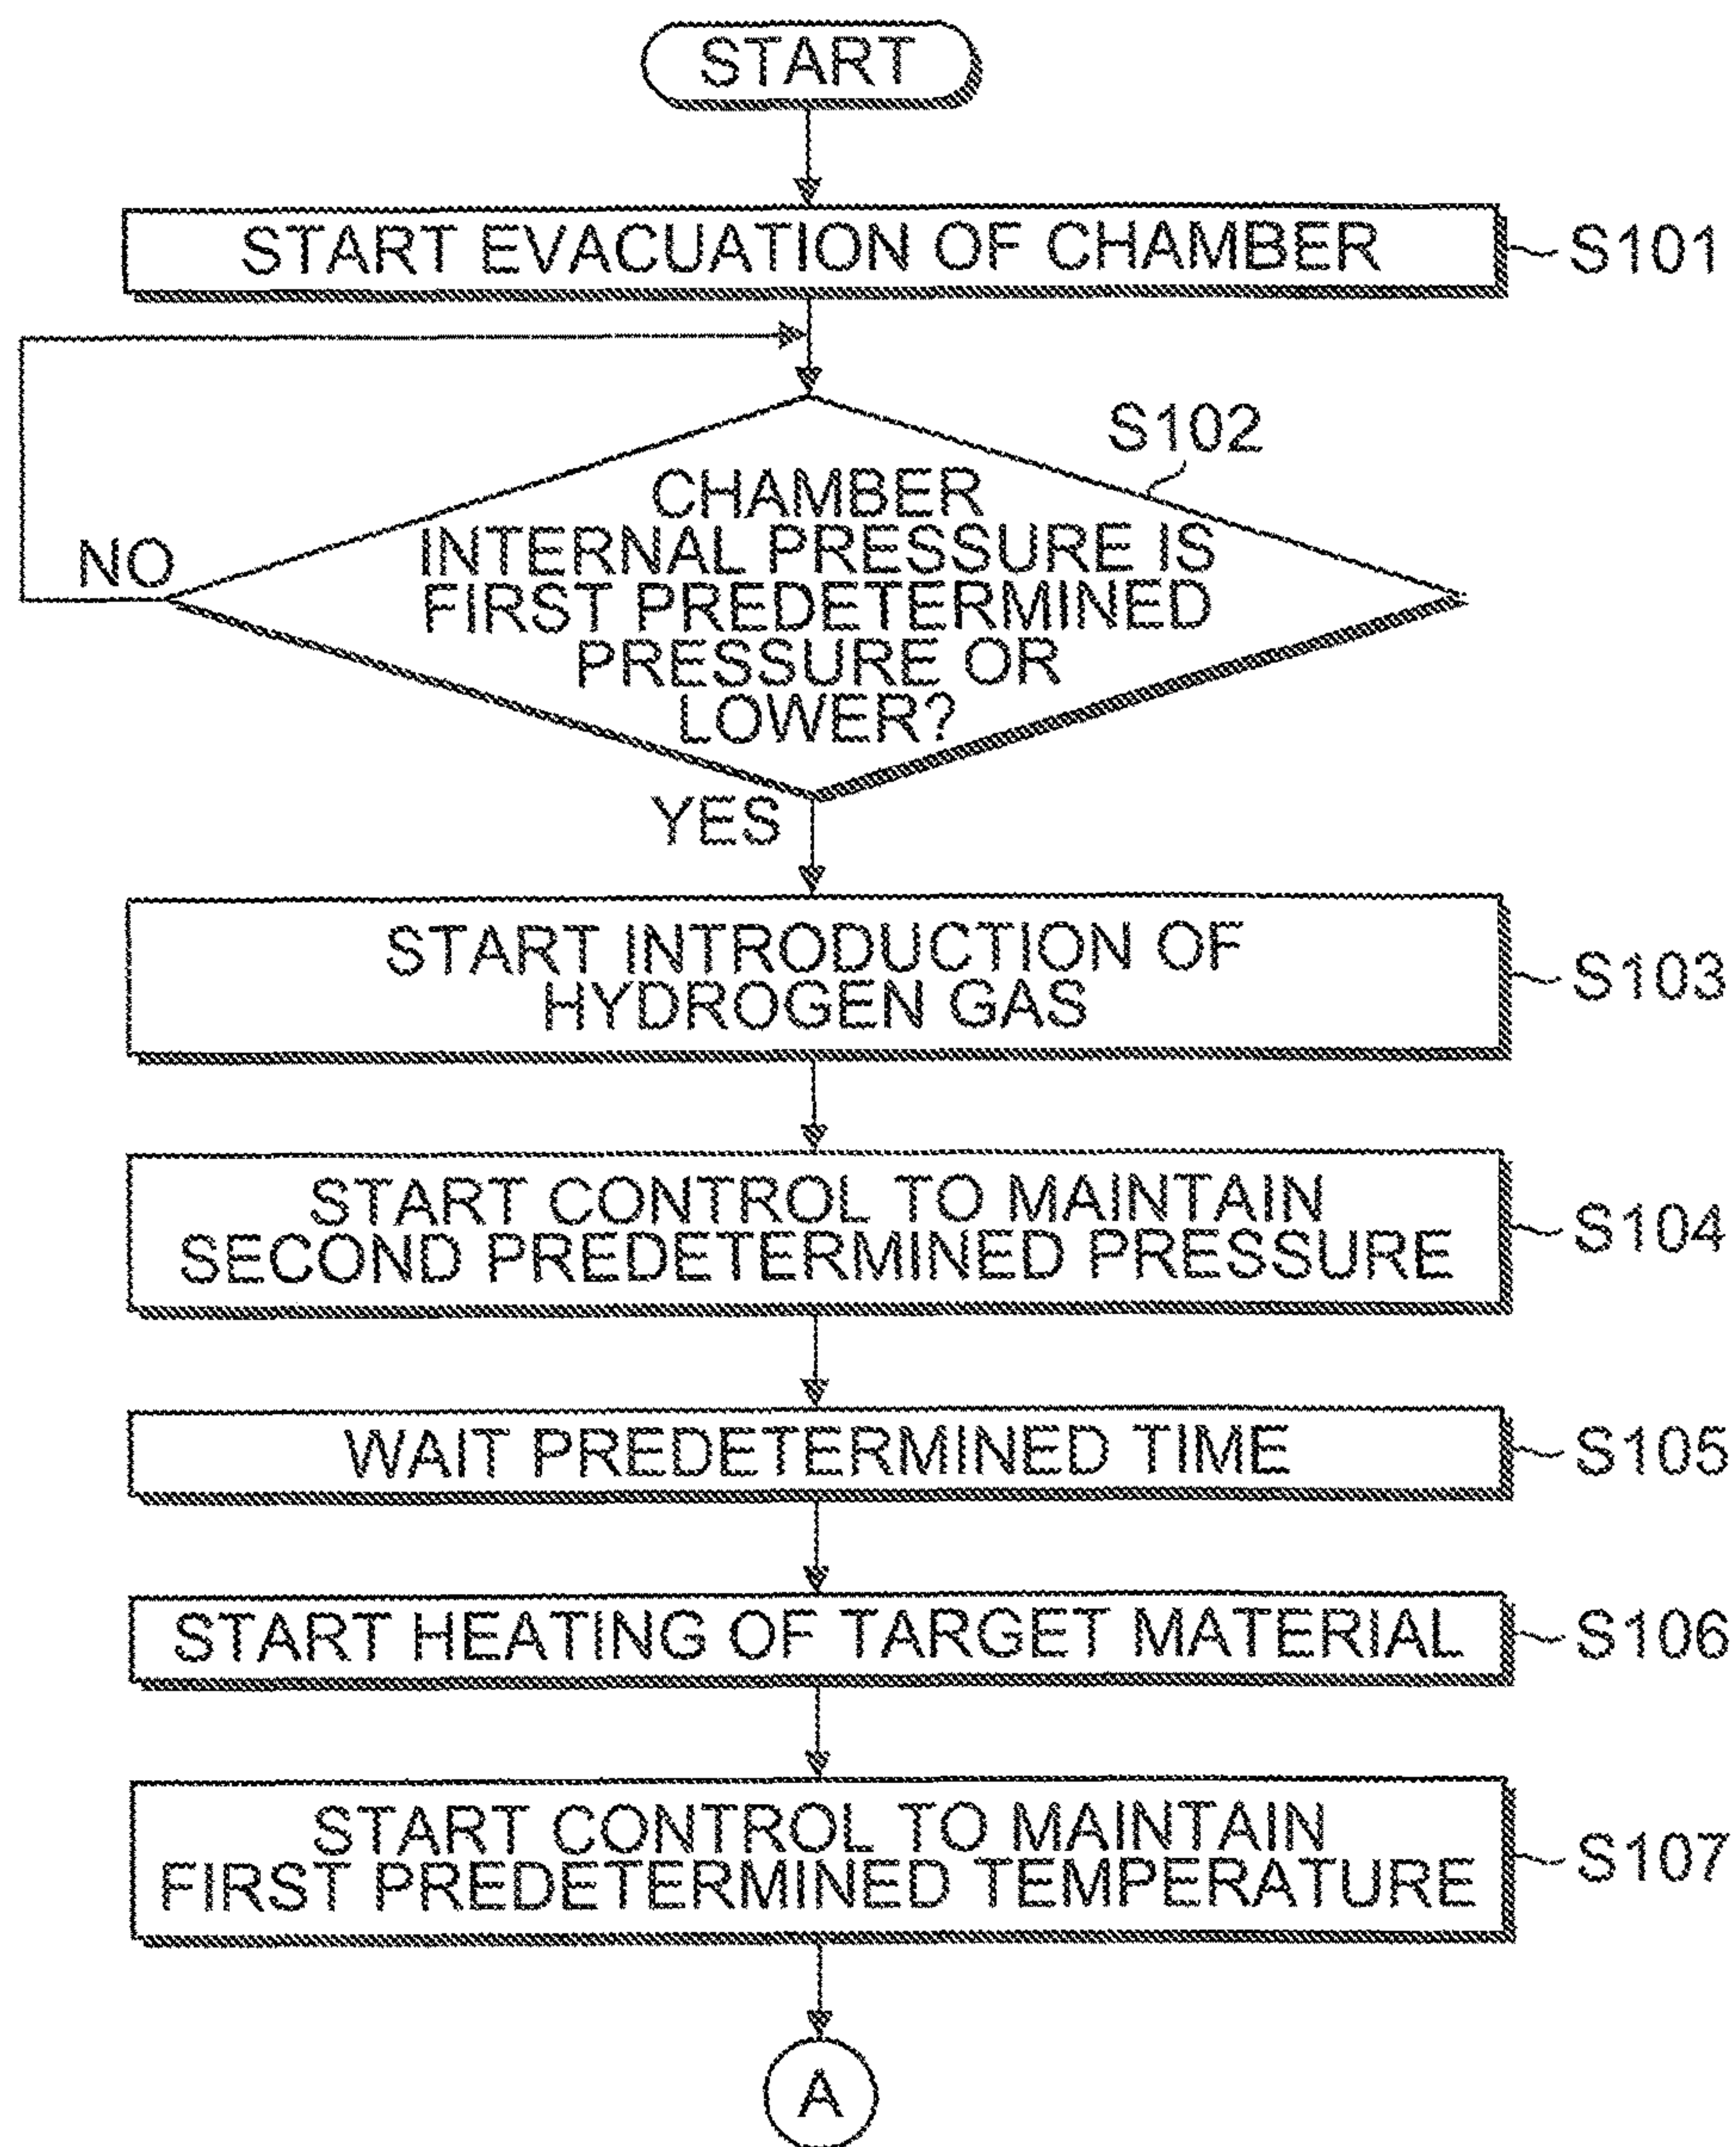 START
START EVACUATION OF CHAMBER
S101
S102
CHAMBER
INTERNAL PRESSURE IS
FIRST PREDETERMINED
PRESSURE OR
LOWER?
NO
YES
START INTRODUCTION OF
HYDROGEN GAS
S103
START CONTROL TO MAINTAIN
SECOND PREDETERMINED PRESSURE
S104
WAIT PREDETERMINED TIME
S105
START HEATING OF TARGET MATERIAL
S106
START CONTROL TO MAINTAIN
FIRST PREDETERMINED TEMPERATURE
S107
A